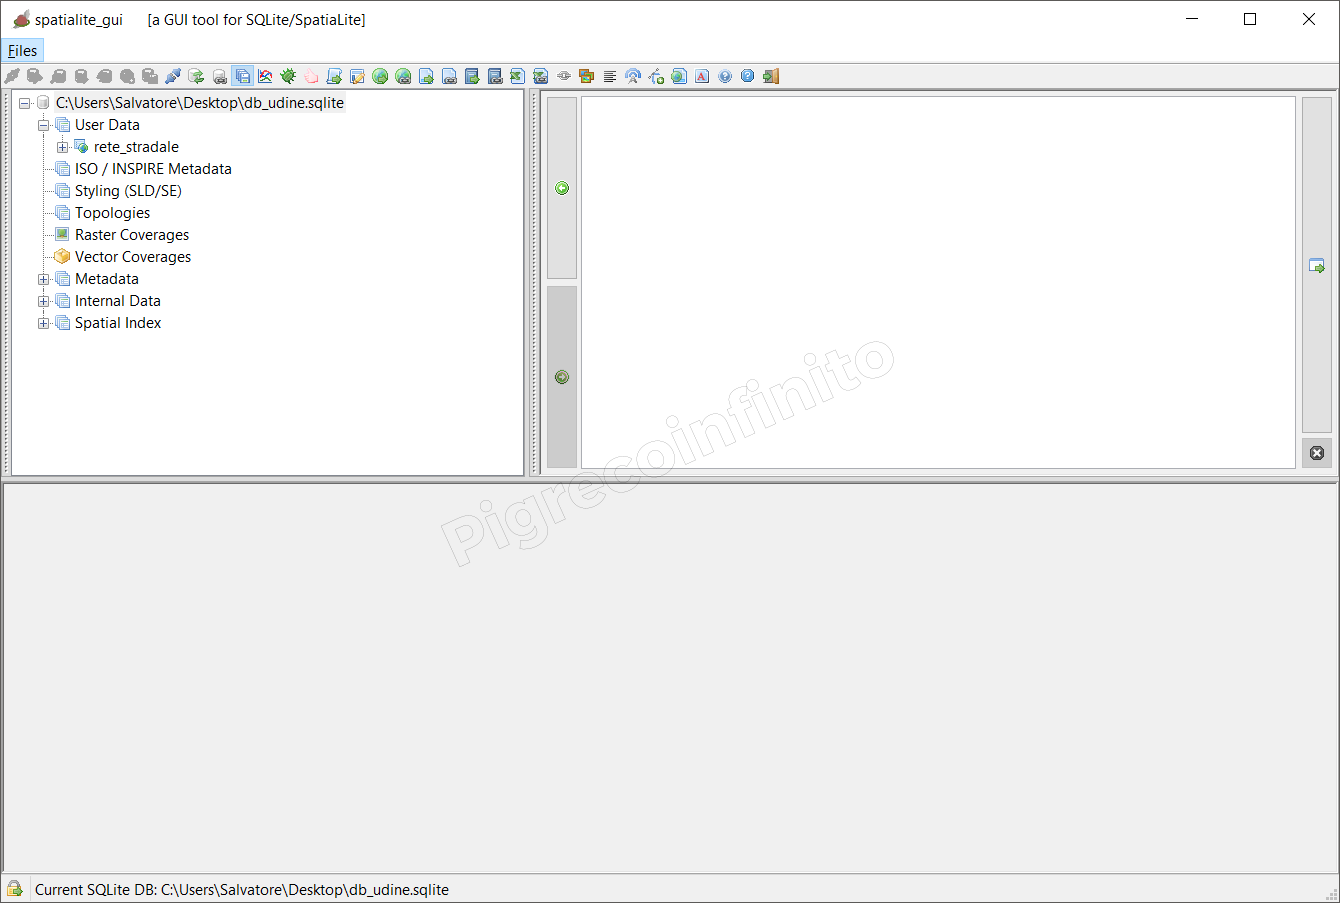 spatialite_gui [a GUI tool for SQLite/SpatiaLite]
Files
C:\Users\Salvatore\Desktop\db_udine.sqlite
User Data
rete_stradale
ISO / INSPIRE Metadata
Styling (SLD/SE)
Topologies
Raster Coverages
Vector Coverages
Metadata
Internal Data
Spatial Index
Pigrecoinfinito
Current SQLite DB: C:\Users\Salvatore\Desktop\db_udine.sqlite